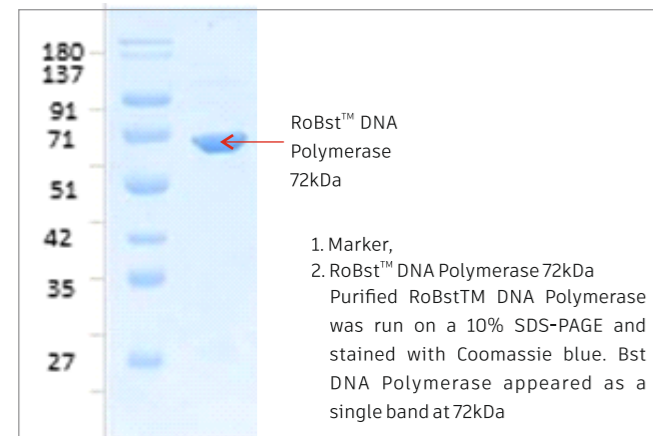 180
137
91
71
51
42
35
27
RoBst™ DNA
Polymerase
72kDa
1. Marker,
2. RoBst™ DNA Polymerase 72kDa
Purified RoBstTM DNA Polymerase
was run on a 10% SDS-PAGE and
stained with Coomassie blue. Bst
DNA Polymerase appeared as a
single band at 72kDa